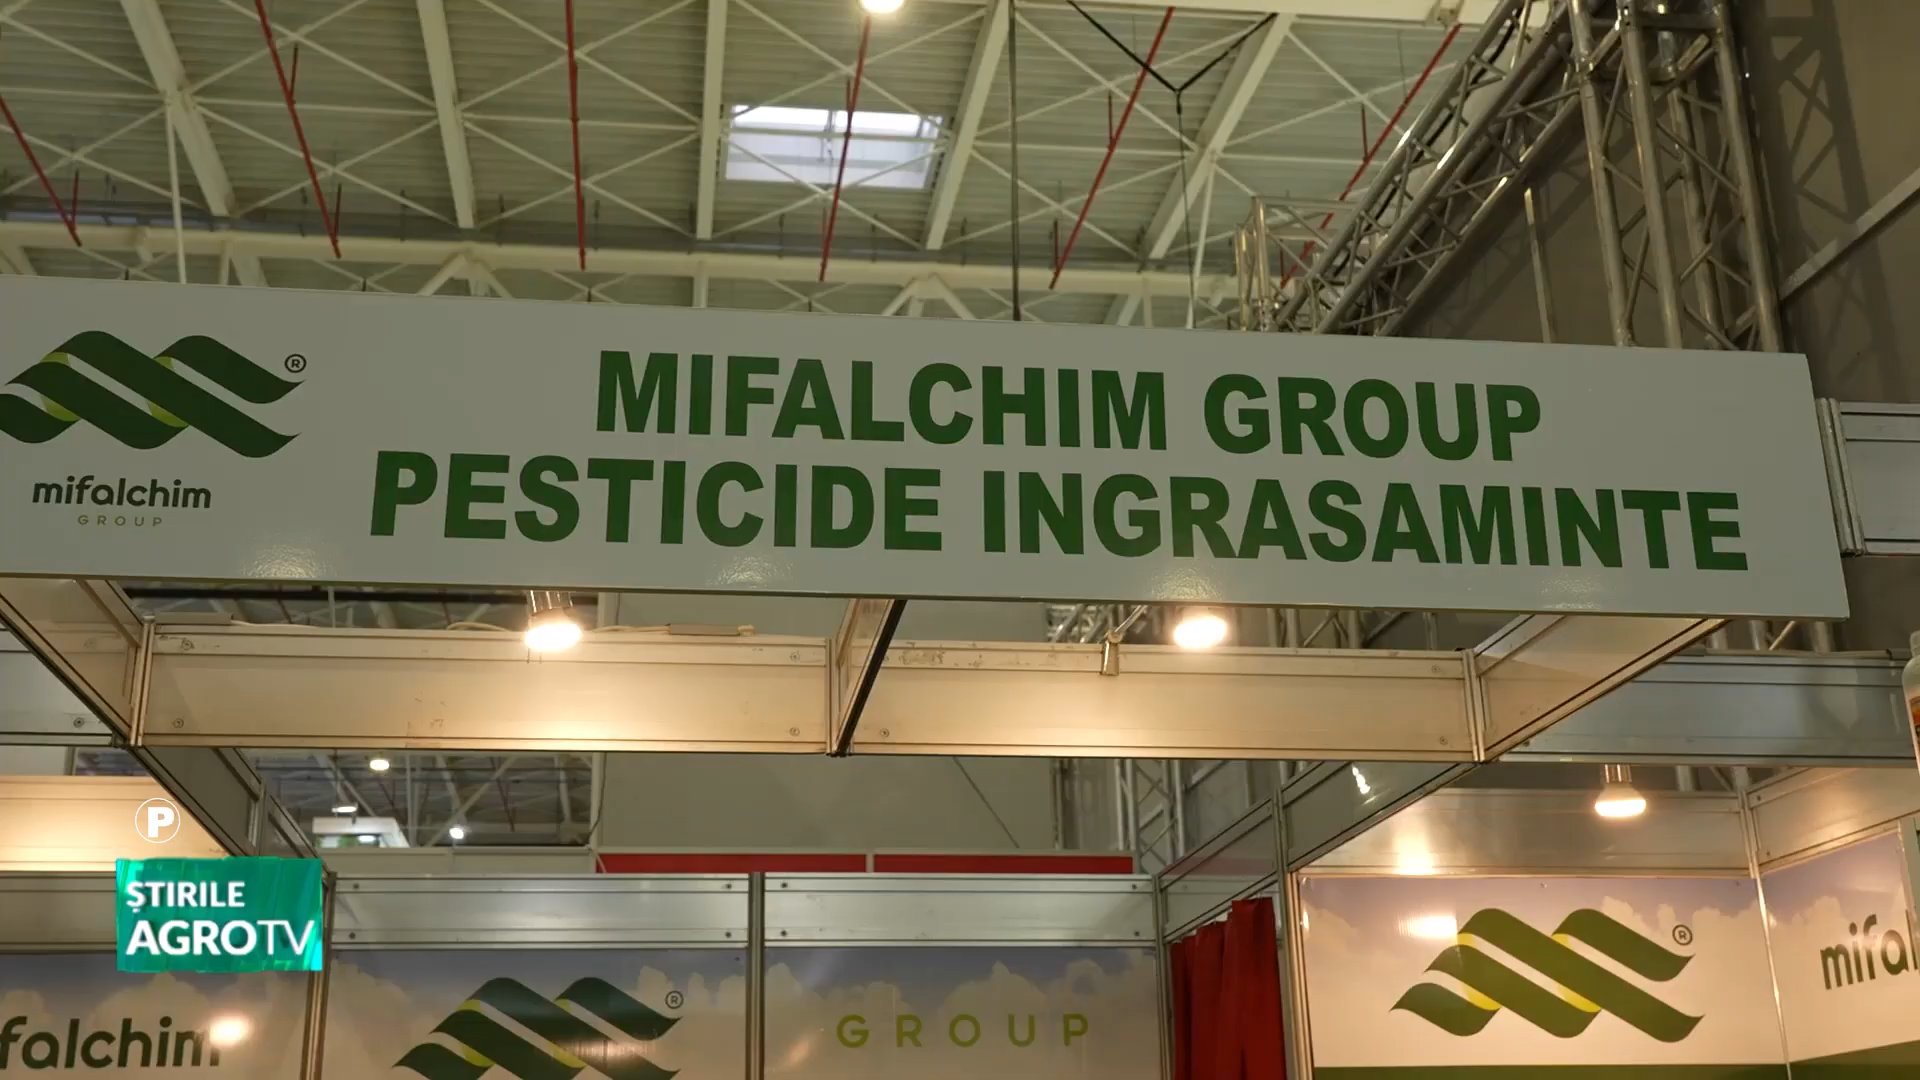 MIFALCHIM GROUP
PESTICIDE INGRASAMINTE
®
mifalchim
GROUP
P
ȘTIRILE
AGROTV
falchim
®
GROUP
®
mifal